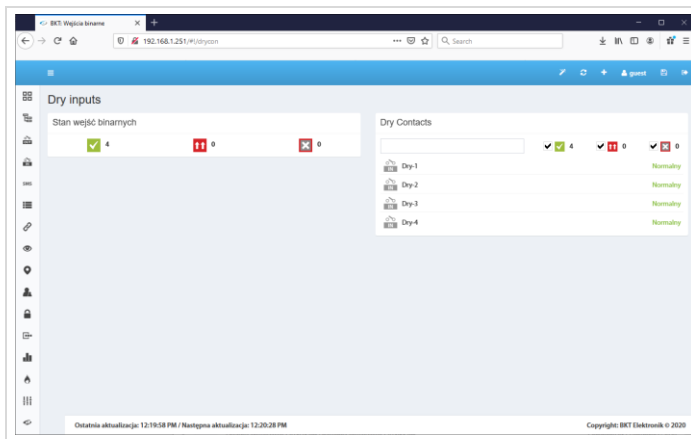 BKT: Wejścia binarne
192.168.1.251/#!/drycon
Search
guest
Dry inputs
Stan wejść binarnych
4
0
0
Dry Contacts
4
0
0
Dry-1
Normalny
Dry-2
Normalny
Dry-3
Normalny
Dry-4
Normalny
Ostatnia aktualizacja: 12:19:58 PM / Następna aktualizacja: 12:20:28 PM
Copyright: BKT Elektronik © 2020